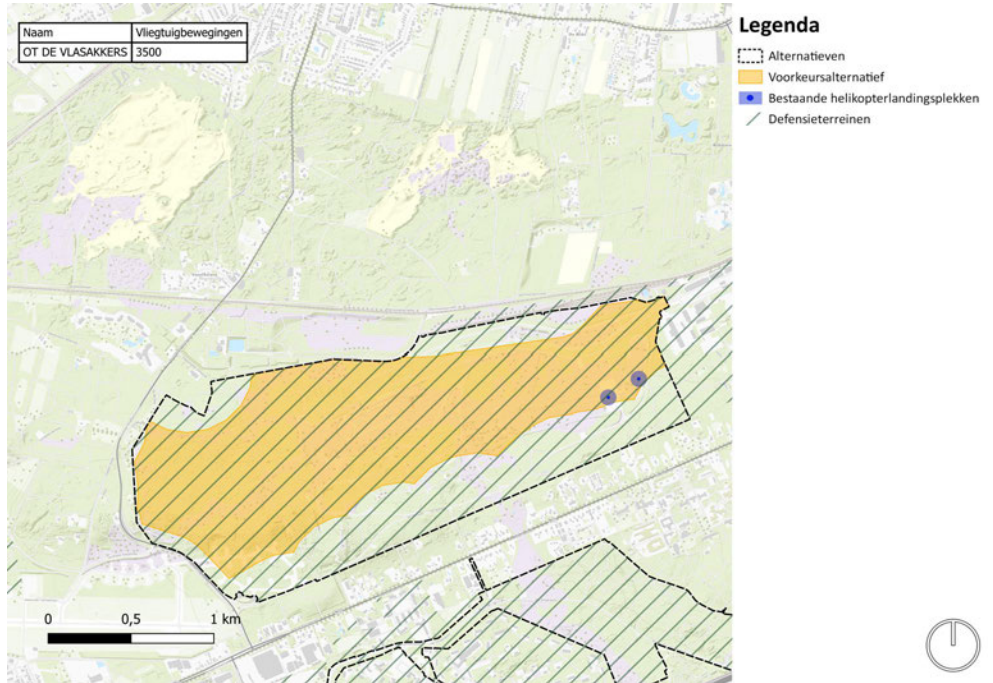 Naam Vliegtuigbewegingen
OT DE VLASAKKERS 3500
Legenda
Alternatieven
Voorkeursalternatief
Bestaande helikopterlandingsplekken
Defensieterreinen
0 0,5 1 km